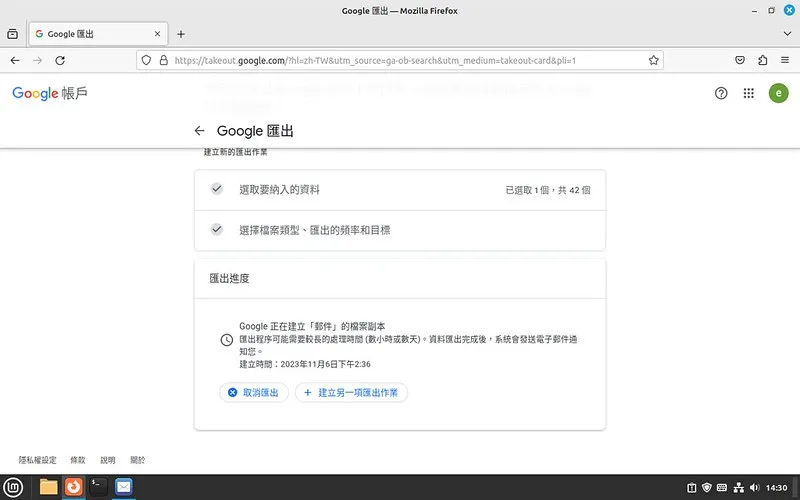 Google 匯出 — Mozilla Firefox
Google 匯出
https://takeout.google.com/?hl=zh-TW&utm_source=ga-ob-search&utm_medium=takeout-card&pli=1
Google 帳戶
e
Google 匯出
建立新的匯出作業
選取要納入的資料
已選取 1 個，共 42 個
選擇檔案類型、匯出的頻率和目標
匯出進度
Google 正在建立「郵件」的檔案副本
匯出程序可能需要較長的處理時間 (數小時或數天)。資料匯出完成後，系統會發送電子郵件通
知您。
建立時間：2023年11月6日下午2:36
取消匯出
建立另一項匯出作業
隱私權設定 條款 說明 關於
14:30